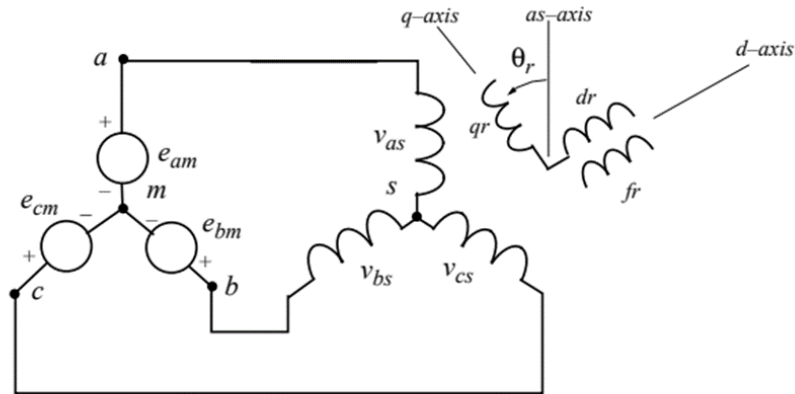 q–axis
as–axis
d–axis
a
θr
dr
+
eam
vas
qr
fr
–
m
s
ecm
–
–
ebm
+
+
c
b
vbs
vcs